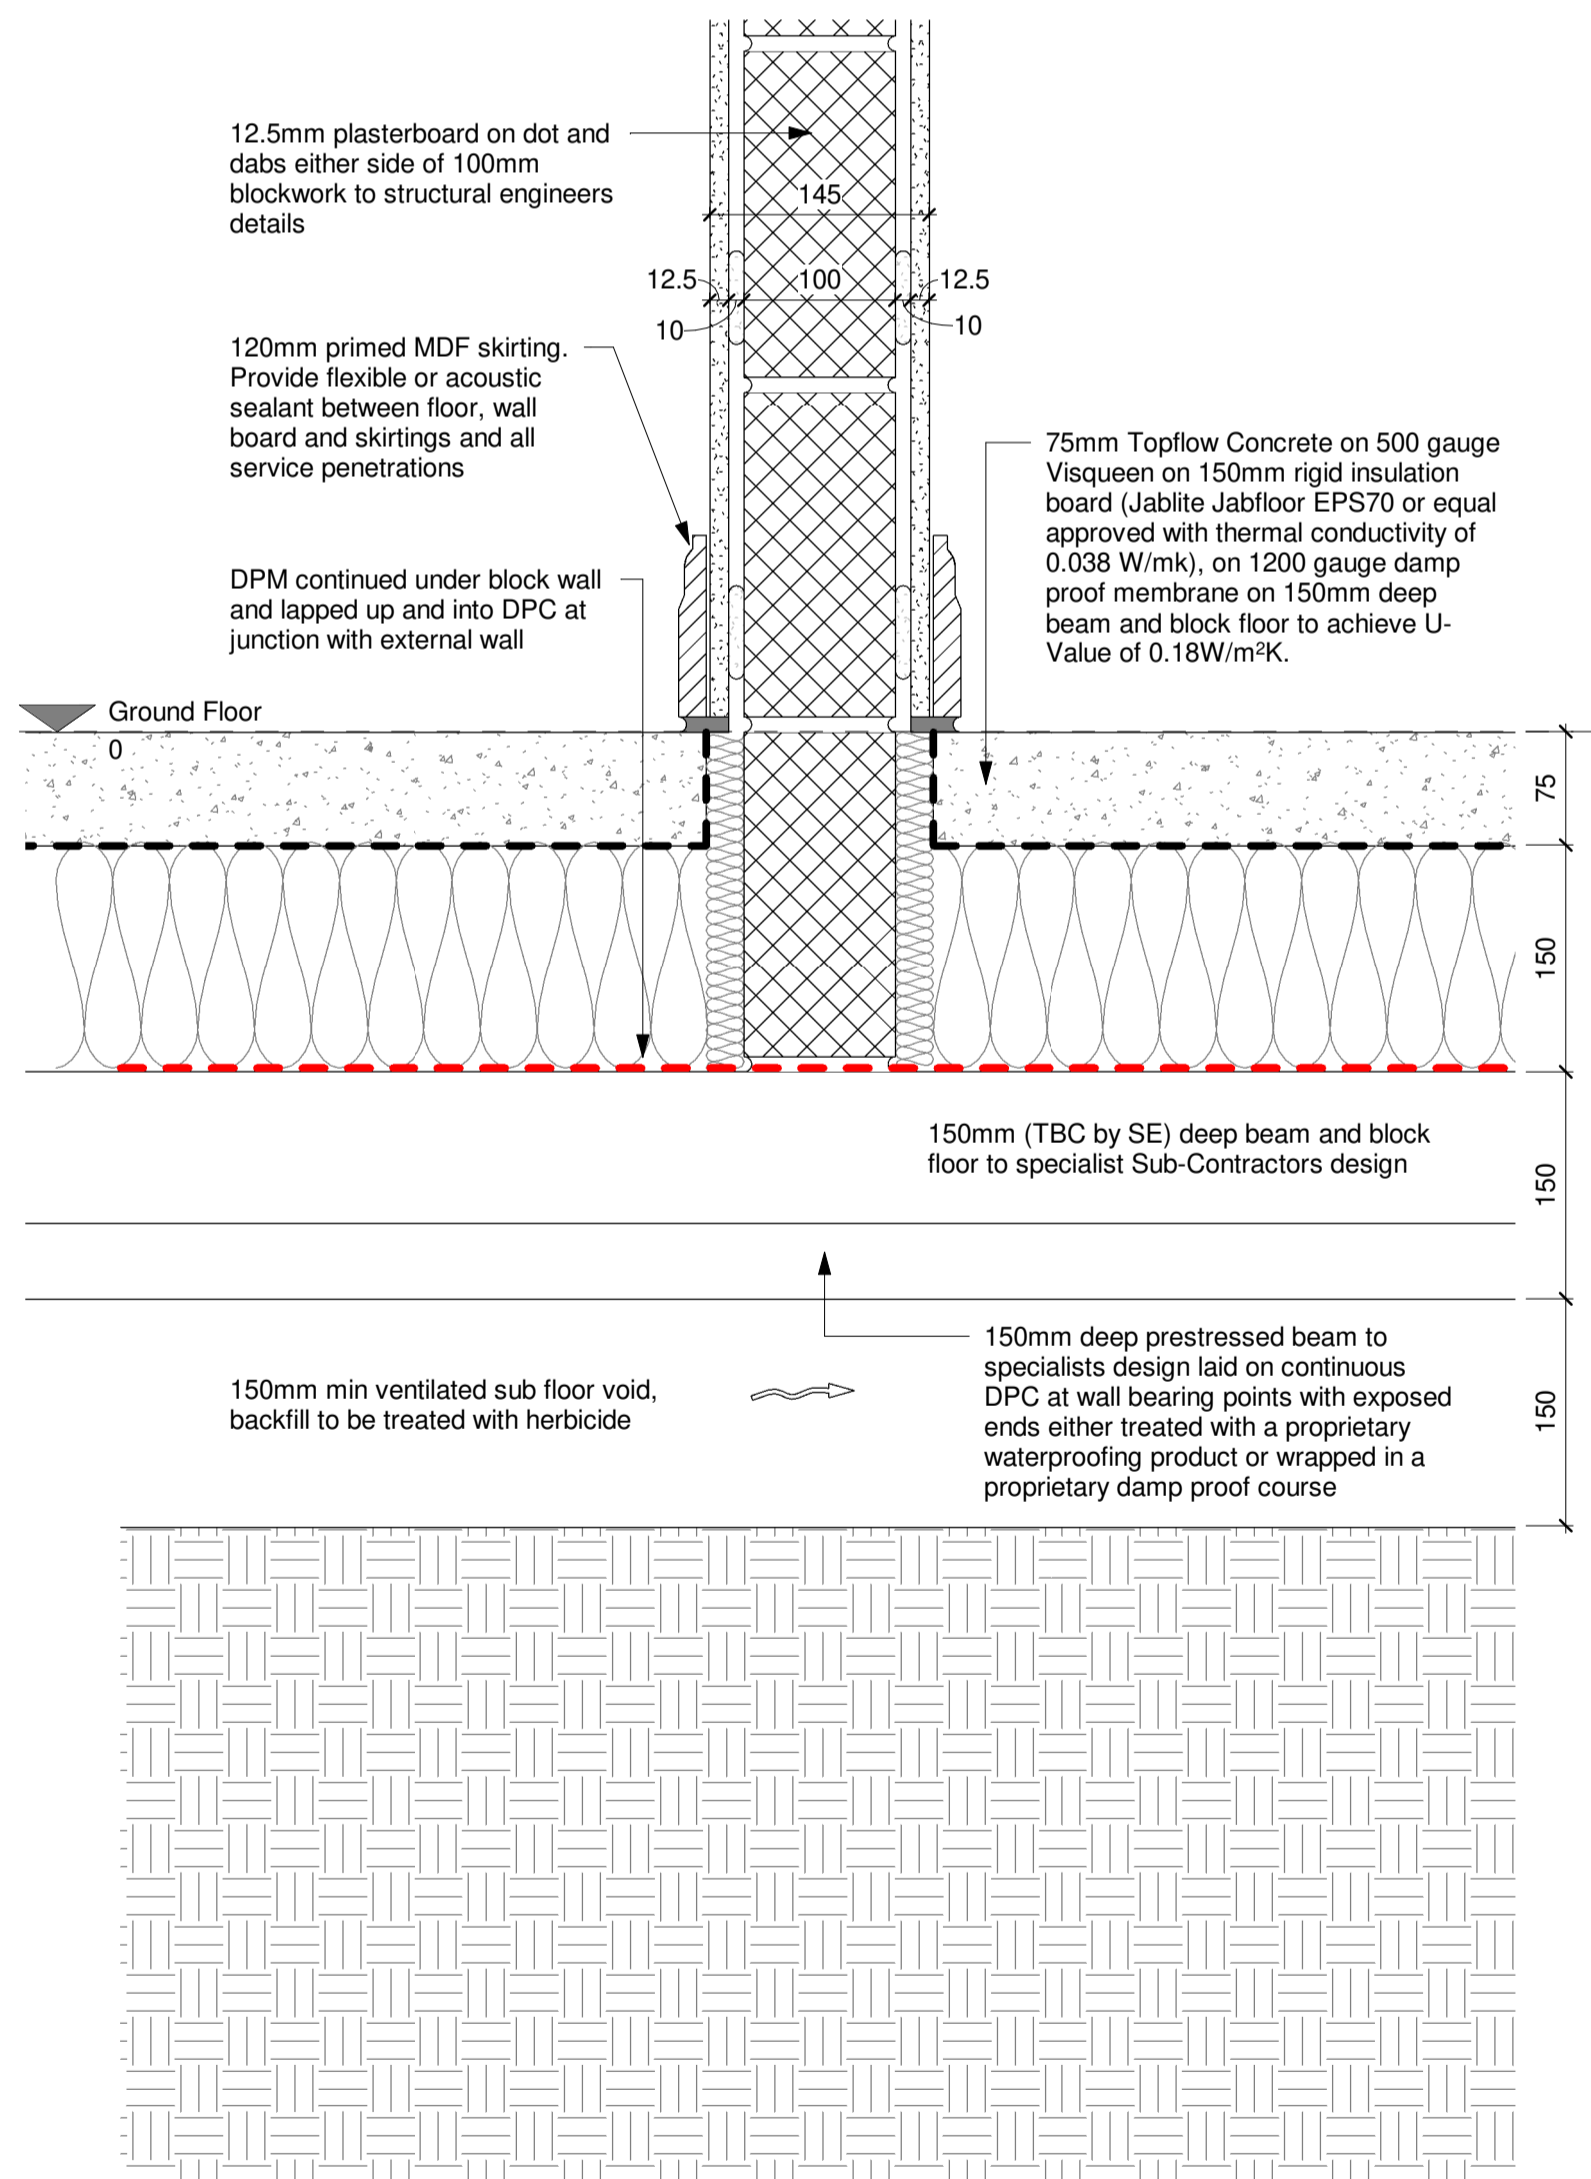 12.5mm plasterboard on dot and
dabs either side of 100mm
blockwork to structural engineers
details
145
12.5
100
12.5
10
10
120mm primed MDF skirting.
Provide flexible or acoustic
sealant between floor, wall
board and skirtings and all
service penetrations
75mm Topflow Concrete on 500 gauge
Visqueen on 150mm rigid insulation
board (Jablite Jabfloor EPS70 or equal
approved with thermal conductivity of
0.038 W/mk), on 1200 gauge damp
proof membrane on 150mm deep
beam and block floor to achieve U-
Value of 0.18W/m²K.
DPM continued under block wall
and lapped up and into DPC at
junction with external wall
Ground Floor
0
75
150
150mm (TBC by SE) deep beam and block
floor to specialist Sub-Contractors design
150
150mm min ventilated sub floor void,
backfill to be treated with herbicide
150mm deep prestressed beam to
specialists design laid on continuous
DPC at wall bearing points with exposed
ends either treated with a proprietary
waterproofing product or wrapped in a
proprietary damp proof course
150